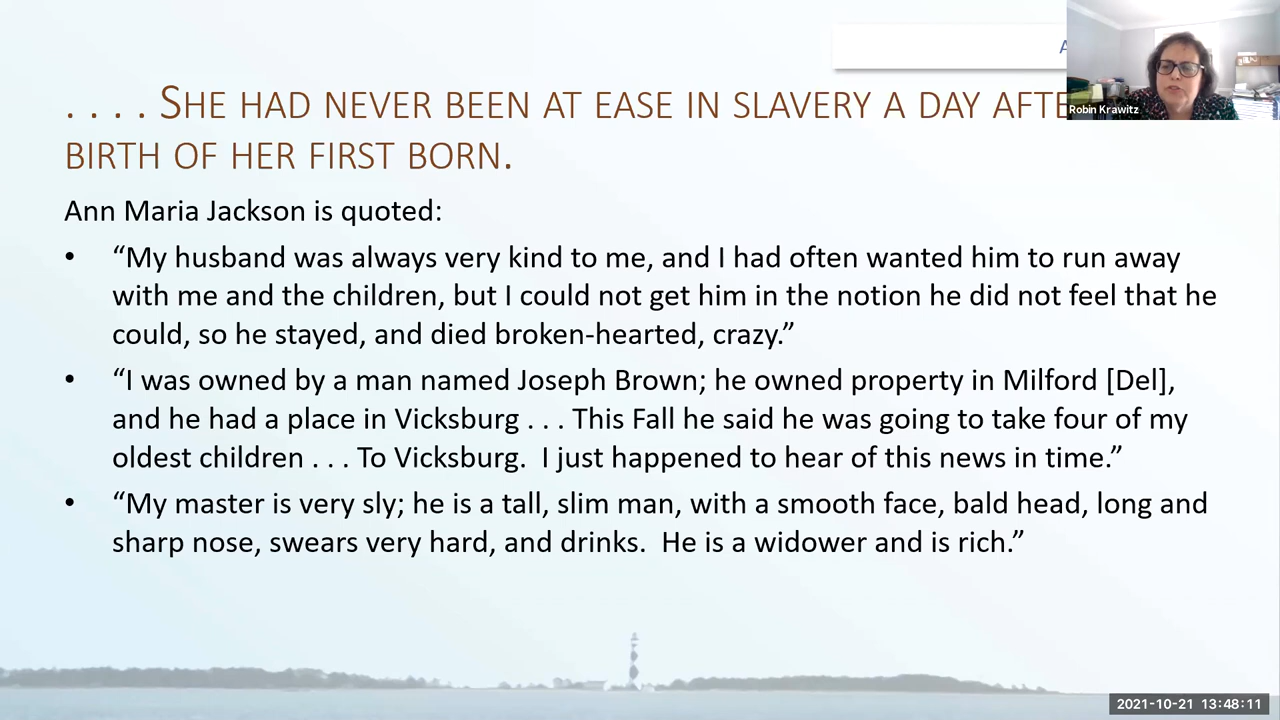 . . . . SHE HAD NEVER BEEN AT EASE IN SLAVERY A DAY
BIRTH OF HER FIRST BORN.
Robin Krawitz
Ann Maria Jackson is quoted:
• “My husband was always very kind to me, and I had often wanted him to run away
with me and the children, but I could not get him in the notion he did not feel that he
could, so he stayed, and died broken-hearted, crazy.”
• “I was owned by a man named Joseph Brown; he owned property in Milford [Del],
and he had a place in Vicksburg . . . This Fall he said he was going to take four of my
oldest children . . . To Vicksburg. I just happened to hear of this news in time.”
• “My master is very sly; he is a tall, slim man, with a smooth face, bald head, long and
sharp nose, swears very hard, and drinks. He is a widower and is rich.”
2021-10-21 13:48:11